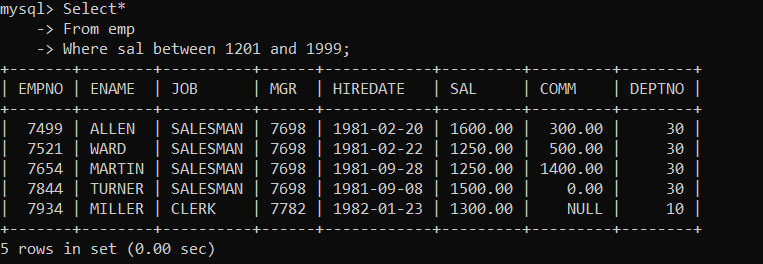 mysql> Select*
    -> From emp
    -> Where sal between 1201 and 1999;
+-------+--------+----------+------+------------+---------+---------+--------+
| EMPNO | ENAME  | JOB      | MGR  | HIREDATE   | SAL     | COMM    | DEPTNO |
+-------+--------+----------+------+------------+---------+---------+--------+
|  7499 | ALLEN  | SALESMAN | 7698 | 1981-02-20 | 1600.00 |  300.00 |     30 |
|  7521 | WARD   | SALESMAN | 7698 | 1981-02-22 | 1250.00 |  500.00 |     30 |
|  7654 | MARTIN | SALESMAN | 7698 | 1981-09-28 | 1250.00 | 1400.00 |     30 |
|  7844 | TURNER | SALESMAN | 7698 | 1981-09-08 | 1500.00 |    0.00 |     30 |
|  7934 | MILLER | CLERK    | 7782 | 1982-01-23 | 1300.00 |    NULL |     10 |
+-------+--------+----------+------+------------+---------+---------+--------+
5 rows in set (0.00 sec)